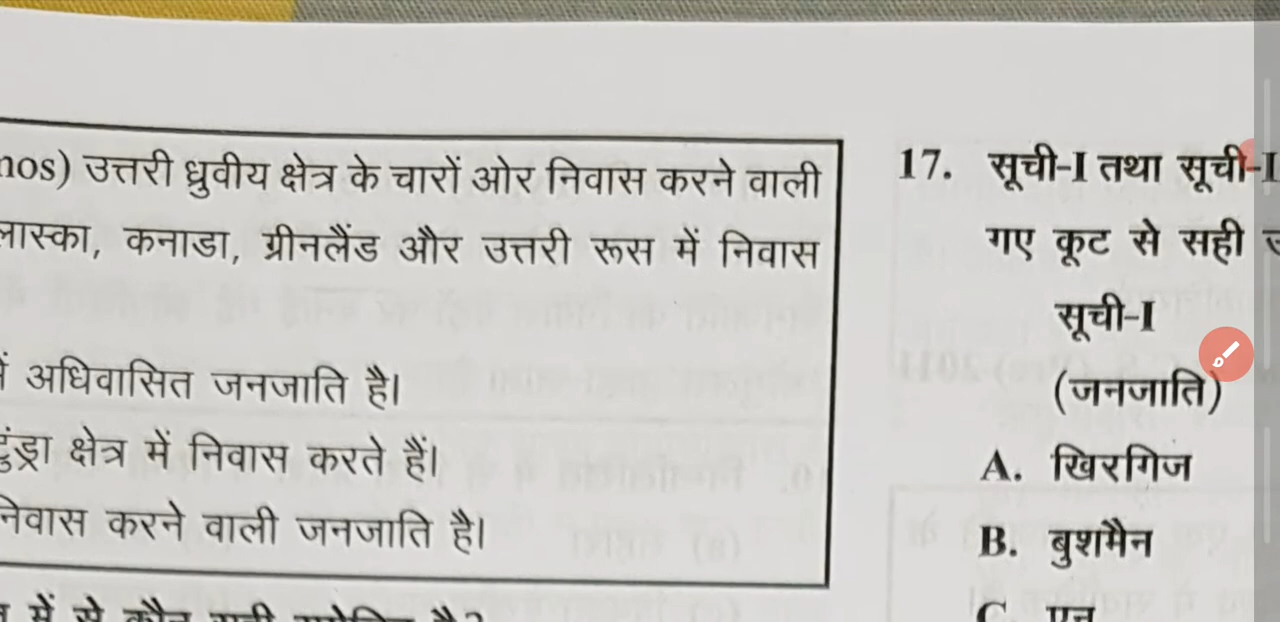 उत्तरी ध्रुवीय क्षेत्र के चारों ओर निवास करने वाली
कनाडा, ग्रीनलैंड और उत्तरी रूस में निवास
अधिवासित जनजाति है।
क्षेत्र में निवास करते हैं।
करने वाली जनजाति है।
में से कौन
17. सूची-I तथा
गए कूट से सही
सूची-I
(जनजाति)
A. खिरगिज
B. बुशमैन
C.